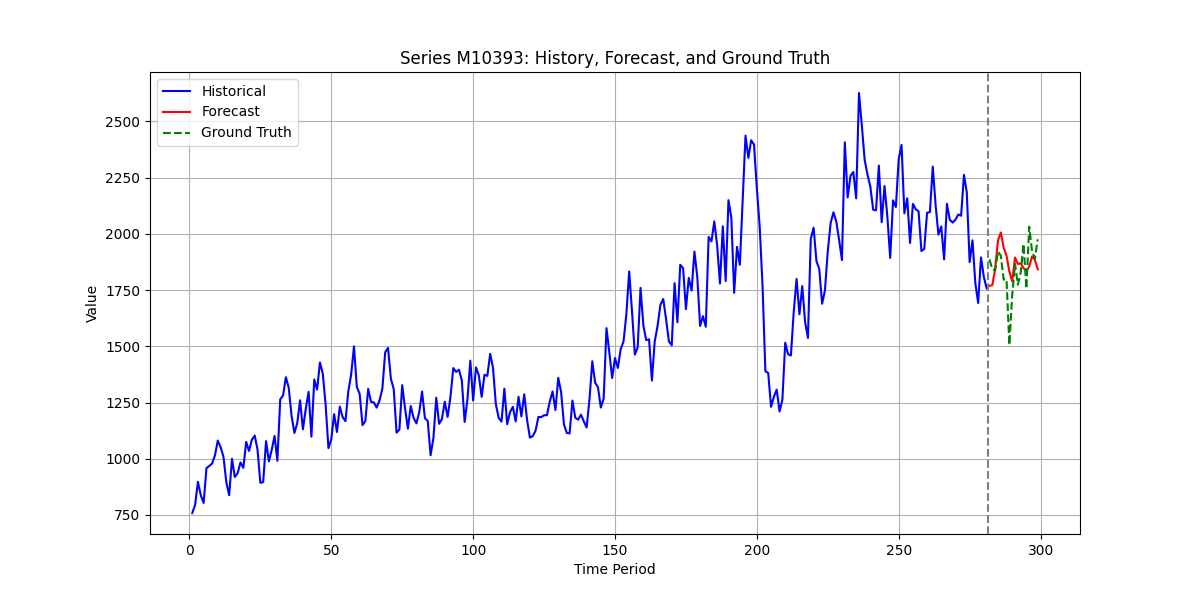 Series M10393: History, Forecast, and Ground Truth
Historical
Forecast
Ground Truth
2500
2250
2000
1750
1500
1250
1000
750
Value
0 50 100 150 200 250 300
Time Period